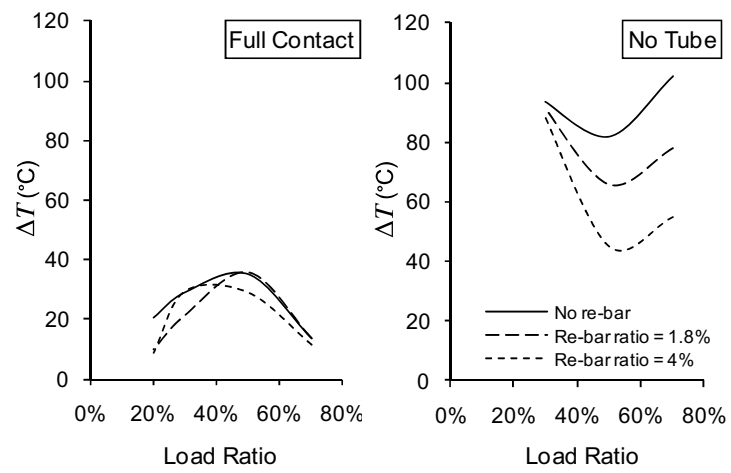 Full Contact
120
100
80
60
40
20
0
ΔT (°C)
0% 20% 40% 60% 80%
Load Ratio
No Tube
120
100
80
60
40
20
0
ΔT (°C)
No re-bar
Re-bar ratio = 1.8%
Re-bar ratio = 4%
0% 20% 40% 60% 80%
Load Ratio